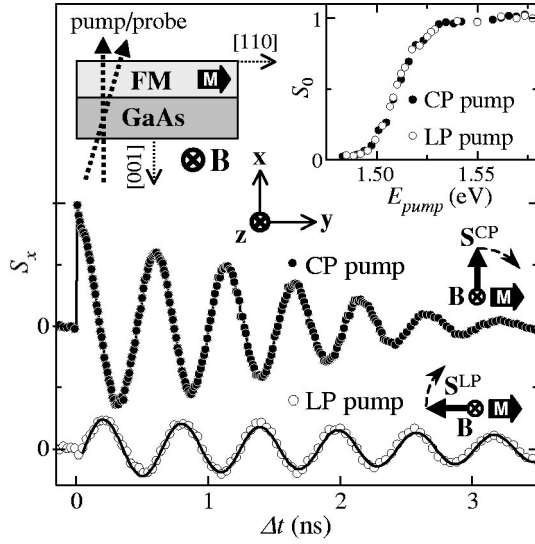 pump/probe
[110]
FM M
GaAs
[001]
B
x
z
y
S₀
1
0
CP pump
LP pump
1.50 1.55
E_pump (eV)
S_x
0
0
CP pump
S^CP
B M
LP pump
S^LP
B M
0 1 2 3
Δt (ns)